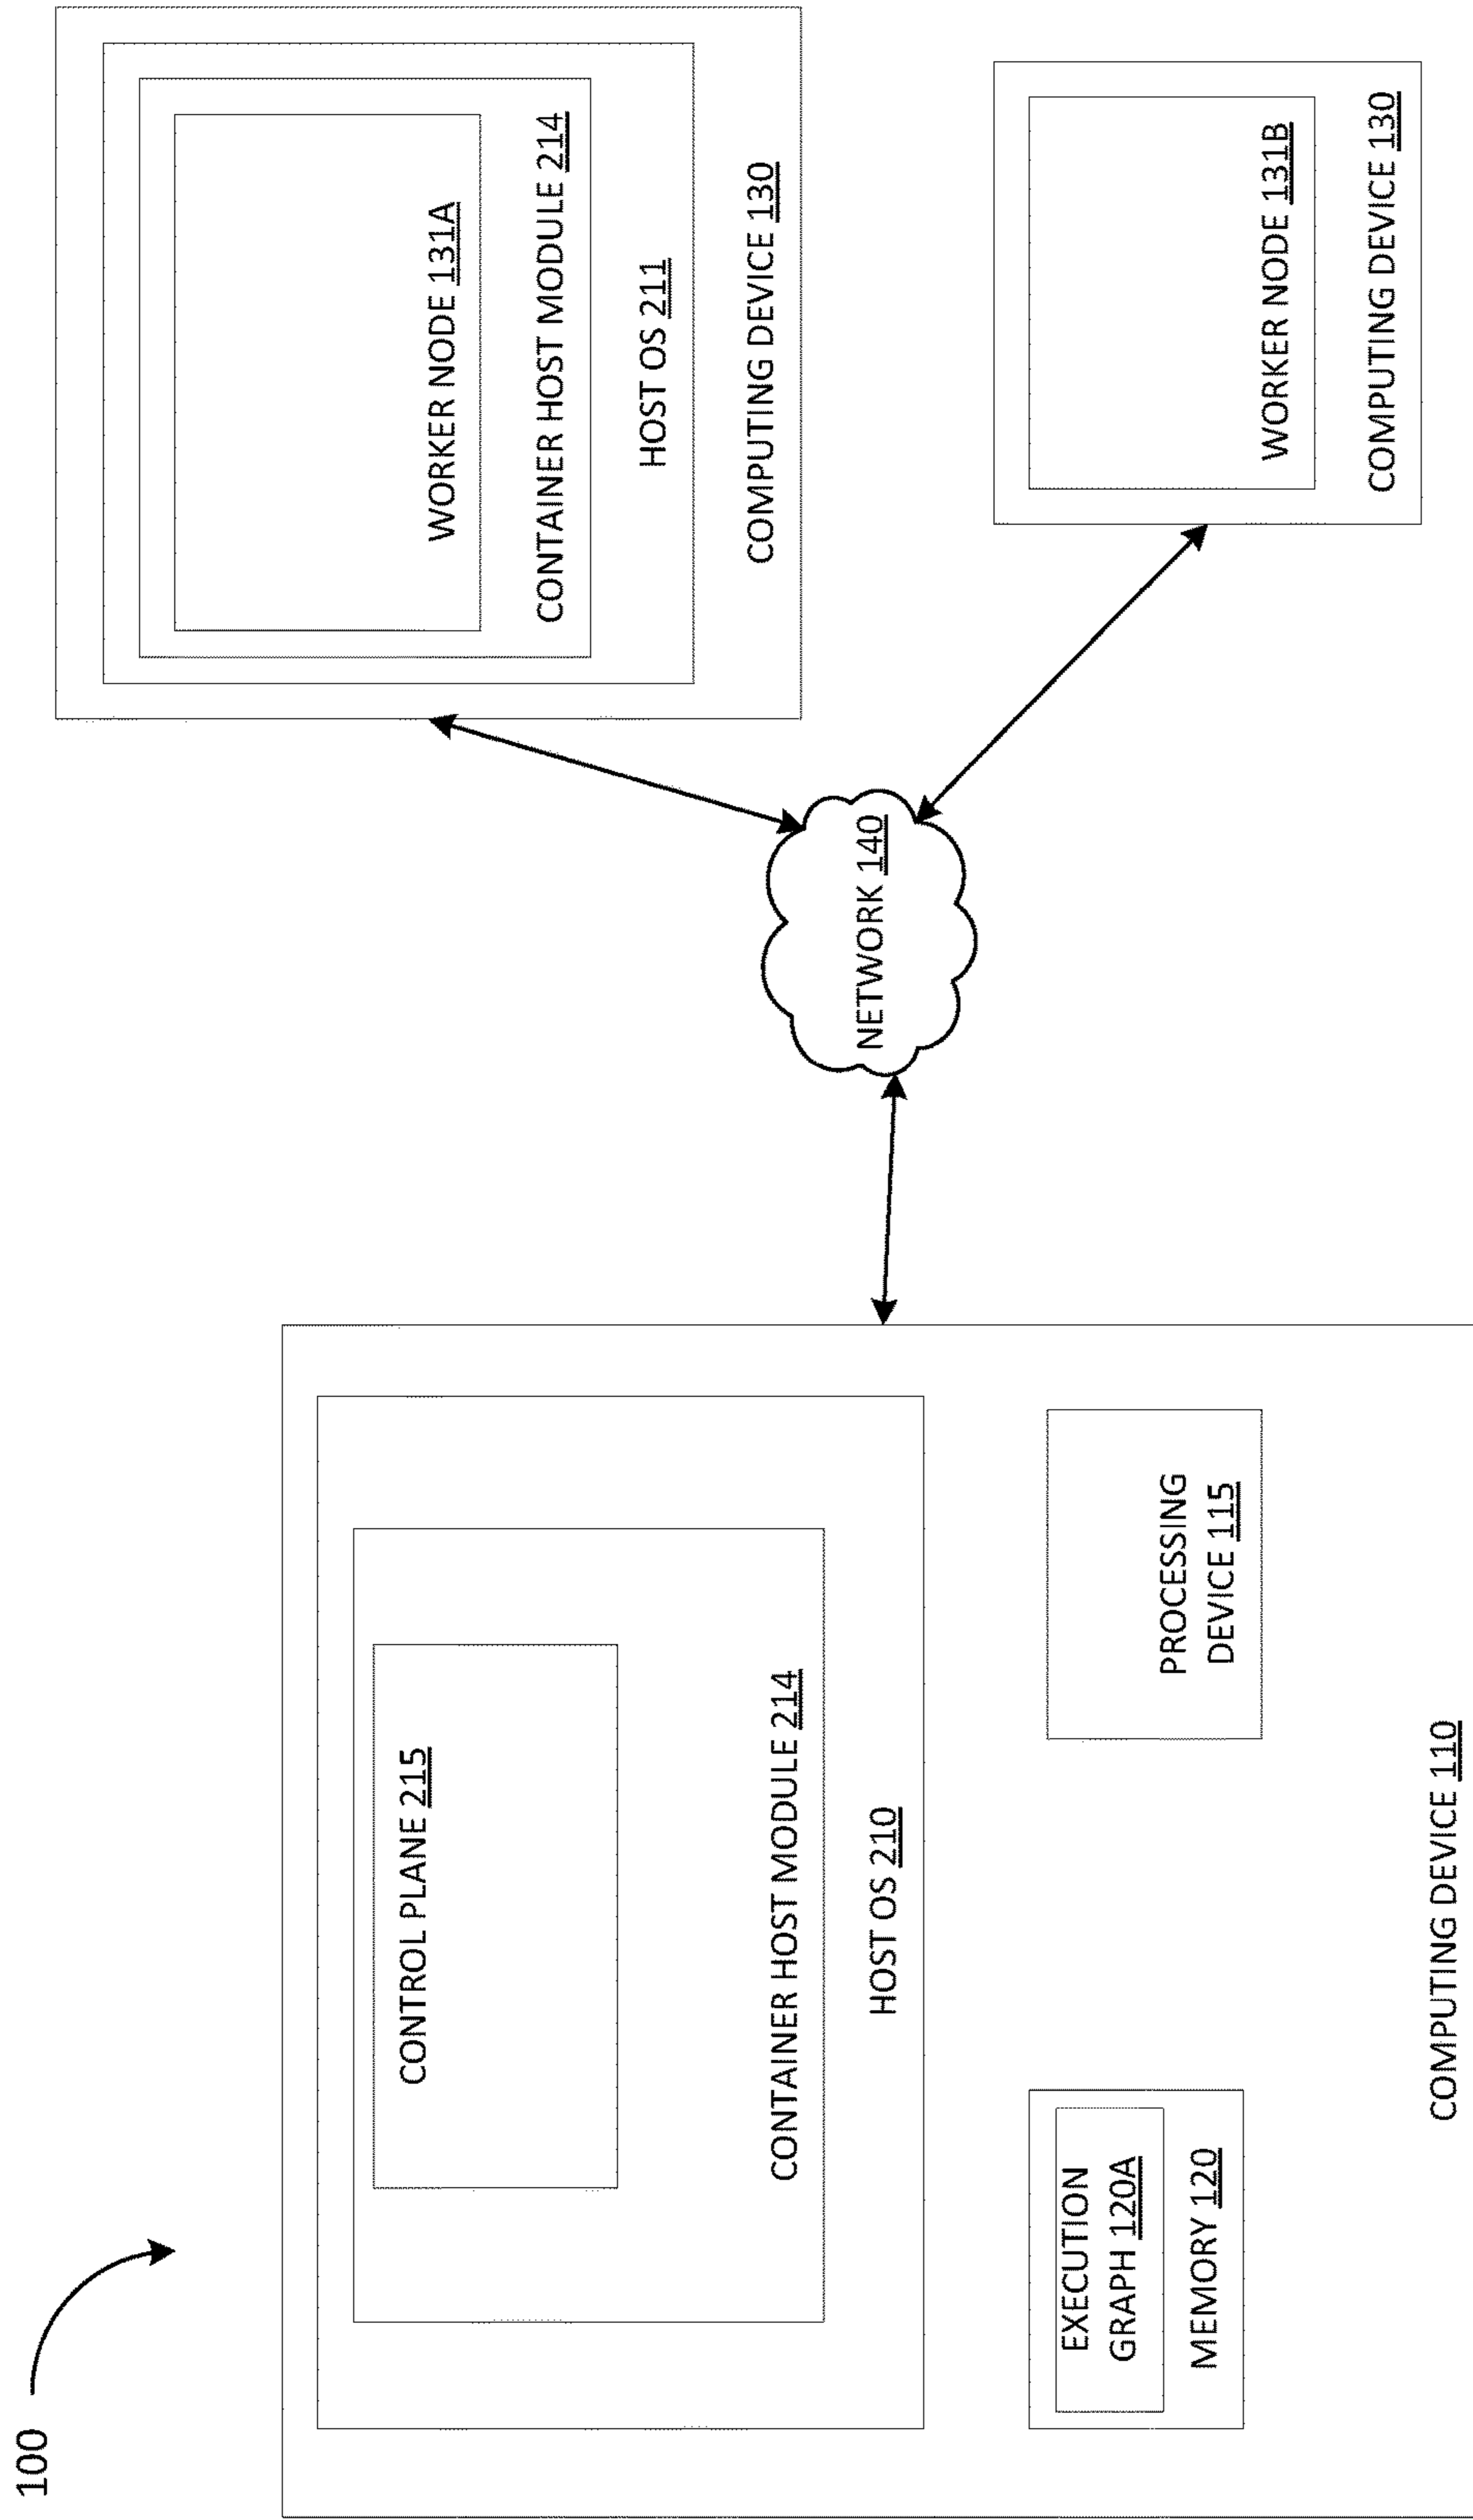 100
CONTROL PLANE 215
CONTAINER HOST MODULE 214
HOST OS 210
EXECUTION
GRAPH 120A
MEMORY 120
PROCESSING
DEVICE 115
COMPUTING DEVICE 110
NETWORK 140
WORKER NODE 131A
CONTAINER HOST MODULE 214
HOST OS 211
COMPUTING DEVICE 130
WORKER NODE 131B
COMPUTING DEVICE 130